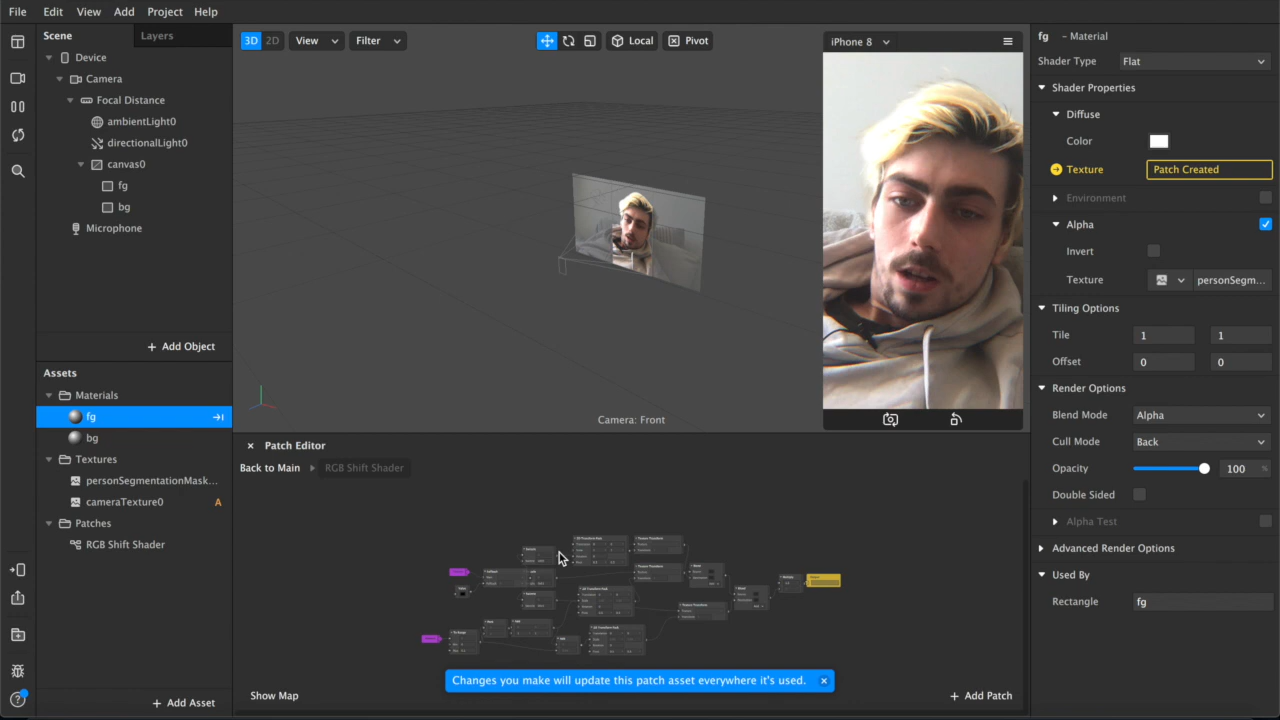 File Edit View Add Project Help
Scene Layers
Device
Camera
Focal Distance
ambientLight0
directionalLight0
canvas0
fg
bg
Microphone
+ Add Object
Assets
Materials
fg
bg
Textures
personSegmentationMask...
cameraTexture0 A
Patches
RGB Shift Shader
+ Add Asset
3D 2D View Filter Local Pivot
Camera: Front
iPhone 8
× Patch Editor
Back to Main RGB Shift Shader
Changes you make will update this patch asset everywhere it's used.
Show Map
+ Add Patch
fg - Material
Shader Type Flat
Shader Properties
Diffuse
Color
Texture Patch Created
Environment
Alpha
Invert
Texture personSegm...
Tiling Options
Tile 1 1
Offset 0 0
Render Options
Blend Mode Alpha
Cull Mode Back
Opacity 100 %
Double Sided
Alpha Test
Advanced Render Options
Used By
Rectangle fg